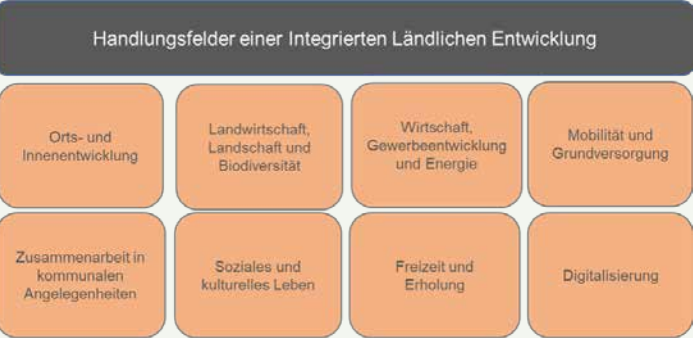 Handlungsfelder einer Integrierten Ländlichen Entwicklung
Orts- und
Innenentwicklung
Landwirtschaft,
Landschaft und
Biodiversität
Wirtschaft,
Gewerbeentwicklung
und Energie
Mobilität und
Grundversorgung
Zusammenarbeit in
kommunalen
Angelegenheiten
Soziales und
kulturelles Leben
Freizeit und
Erholung
Digitalisierung